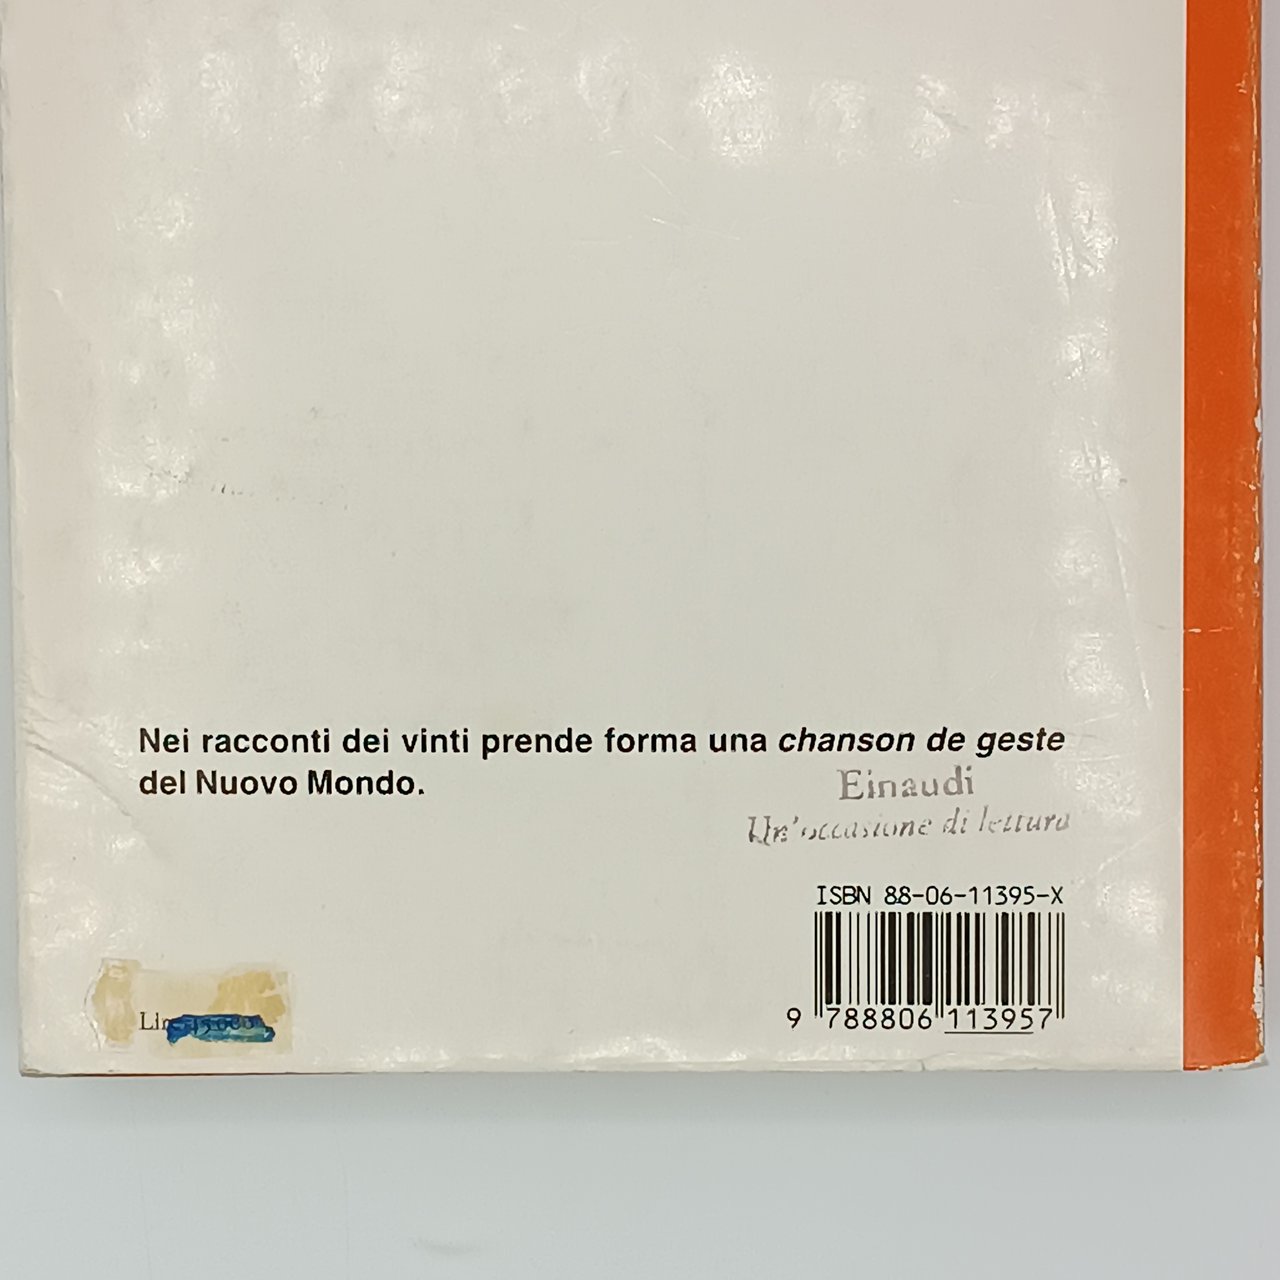 Nei racconti dei vinti prende forma una chanson de geste
del Nuovo Mondo.
Einaudi
Un'occasione di lettura
ISBN 88-06-11395-X
9 788806 113957